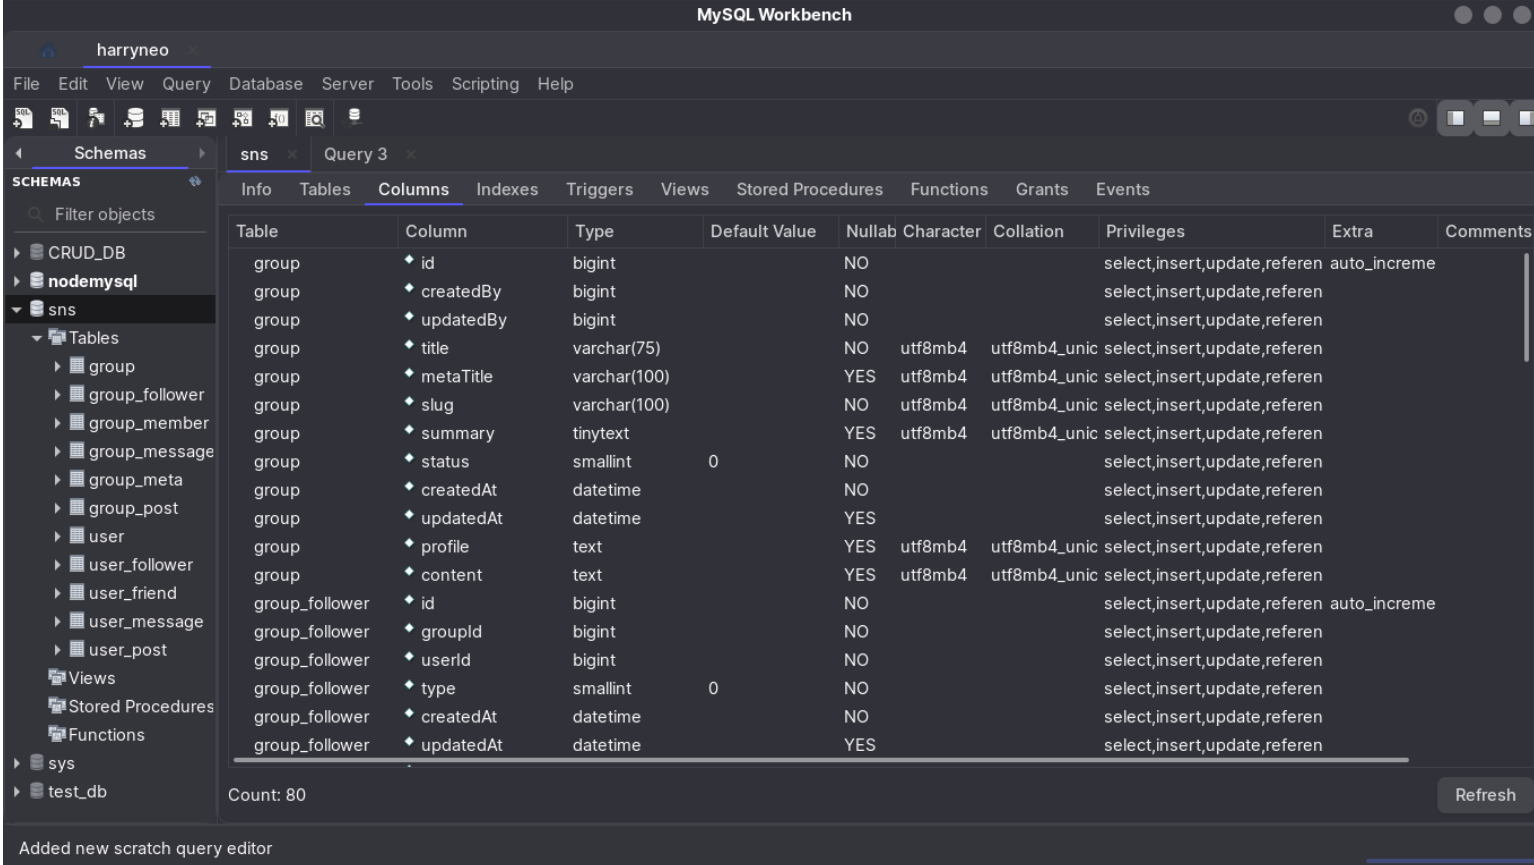 MySQL Workbench
harryneo
File Edit View Query Database Server Tools Scripting Help
Schemas
SCHEMAS
Filter objects
CRUD_DB
nodemysql
sns
Tables
group
group_follower
group_member
group_message
group_meta
group_post
user
user_follower
user_friend
user_message
user_post
Views
Stored Procedures
Functions
sys
test_db
sns Query 3
Info Tables Columns Indexes Triggers Views Stored Procedures Functions Grants Events
Table Column Type Default Value Nullab Character Collation Privileges Extra Comments
group id bigint NO select,insert,update,referen auto_increme
group createdBy bigint NO select,insert,update,referen
group updatedBy bigint NO select,insert,update,referen
group title varchar(75) NO utf8mb4 utf8mb4_unic select,insert,update,referen
group metaTitle varchar(100) YES utf8mb4 utf8mb4_unic select,insert,update,referen
group slug varchar(100) NO utf8mb4 utf8mb4_unic select,insert,update,referen
group summary tinytext YES utf8mb4 utf8mb4_unic select,insert,update,referen
group status smallint 0 NO select,insert,update,referen
group createdAt datetime NO select,insert,update,referen
group updatedAt datetime YES select,insert,update,referen
group profile text YES utf8mb4 utf8mb4_unic select,insert,update,referen
group content text YES utf8mb4 utf8mb4_unic select,insert,update,referen
group_follower id bigint NO select,insert,update,referen auto_increme
group_follower groupId bigint NO select,insert,update,referen
group_follower userId bigint NO select,insert,update,referen
group_follower type smallint 0 NO select,insert,update,referen
group_follower createdAt datetime NO select,insert,update,referen
group_follower updatedAt datetime YES select,insert,update,referen
Count: 80
Refresh
Added new scratch query editor